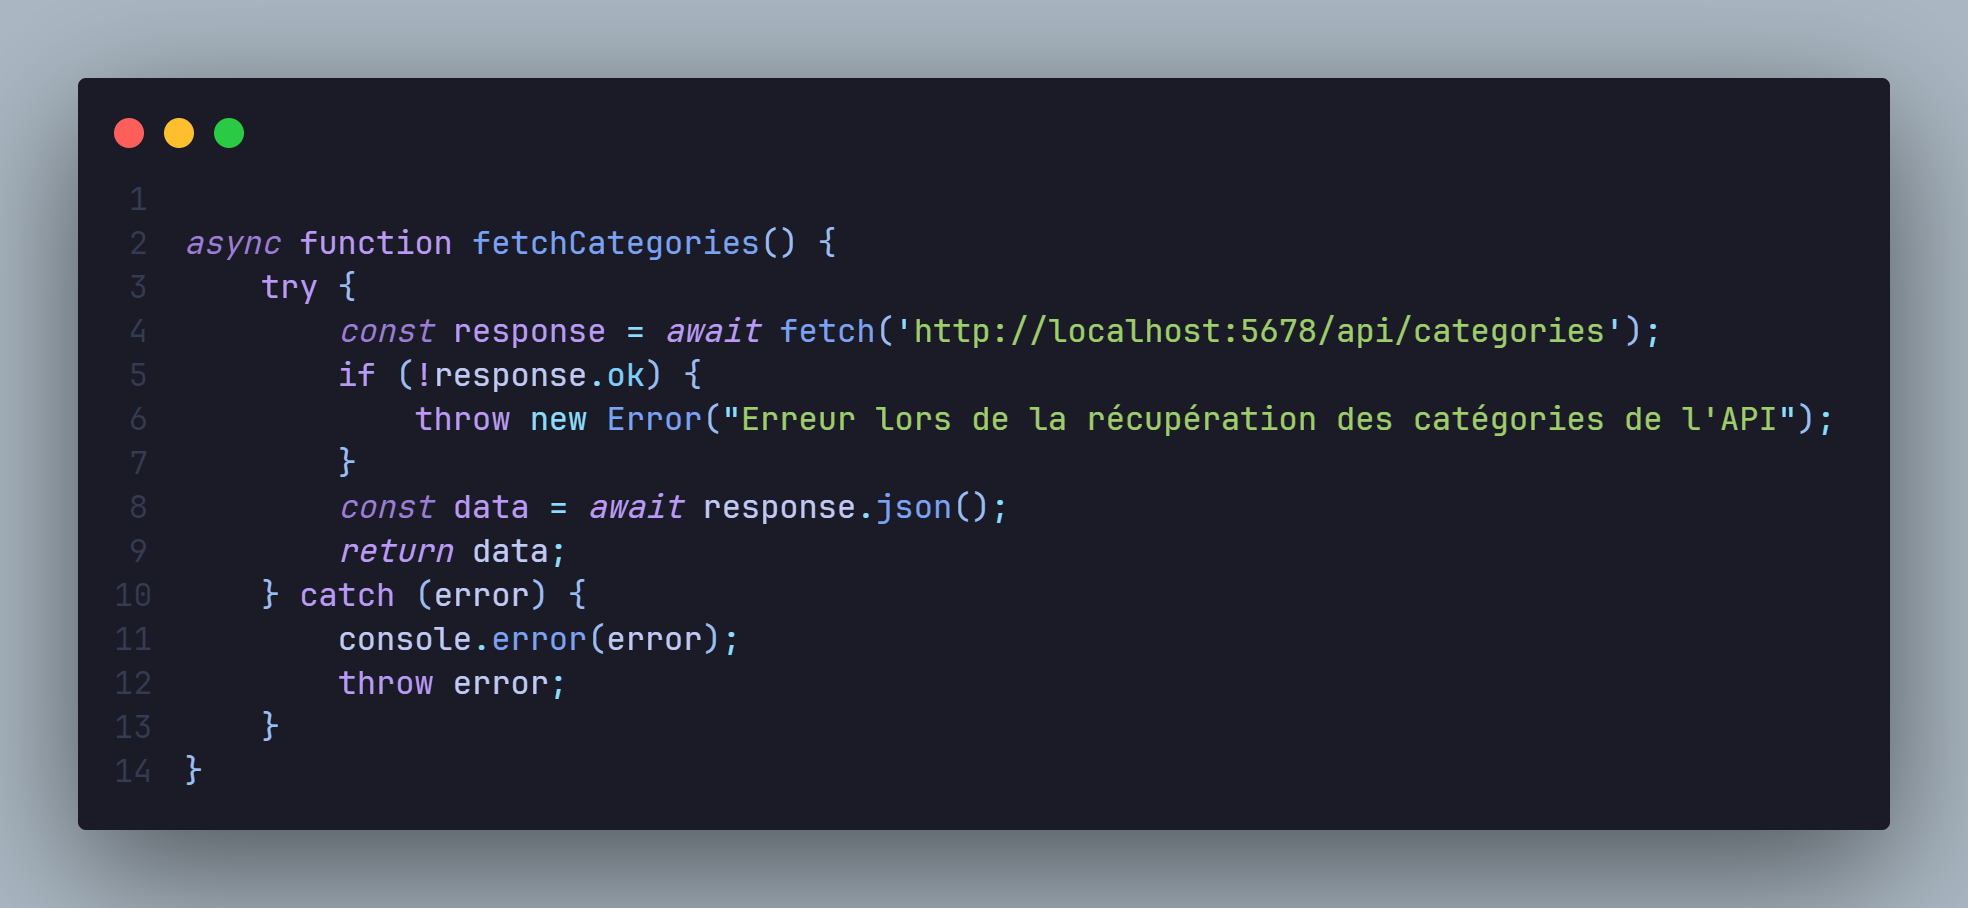 1
2 async function fetchCategories() {
3     try {
4         const response = await fetch('http://localhost:5678/api/categories');
5         if (!response.ok) {
6             throw new Error("Erreur lors de la récupération des catégories de l'API");
7         }
8         const data = await response.json();
9         return data;
10     } catch (error) {
11         console.error(error);
12         throw error;
13     }
14 }